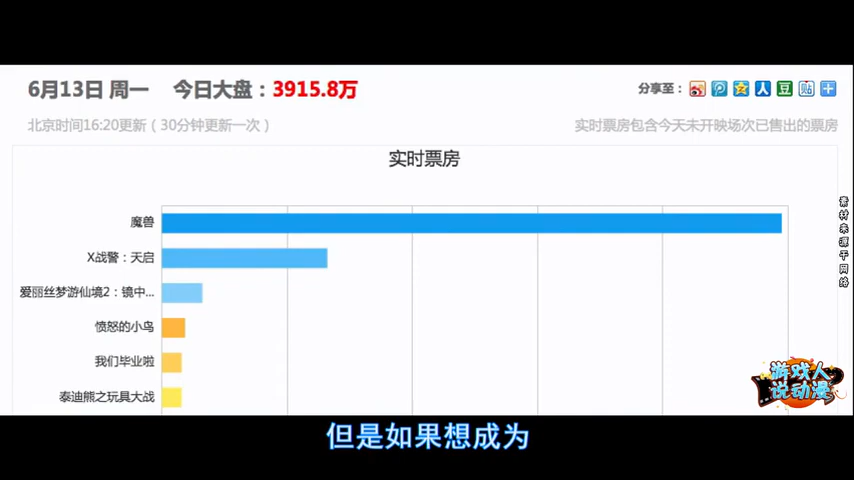 6月13日 周一 今日大盘：3915.8万
分享至：
北京时间16:20更新（30分钟更新一次）
实时票房包含今天未开映场次已售出的票房
实时票房
魔兽
X战警：天启
爱丽丝梦游仙境2：镜中...
愤怒的小鸟
我们毕业啦
泰迪熊之玩具大战
素材来源于网络
游戏人
说动漫
但是如果想成为